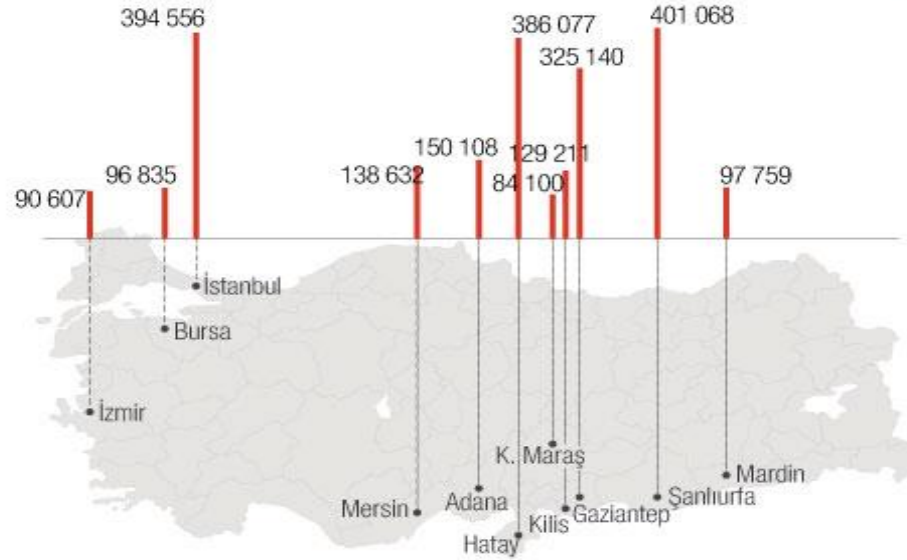 394 556
386 077
401 068
325 140
150 108
129 211
90 607
96 835
138 632
84 100
97 759
İstanbul
Bursa
İzmir
K. Maraş
Mardin
Mersin
Adana
Gaziantep
Şanlıurfa
Kilis
Hatay